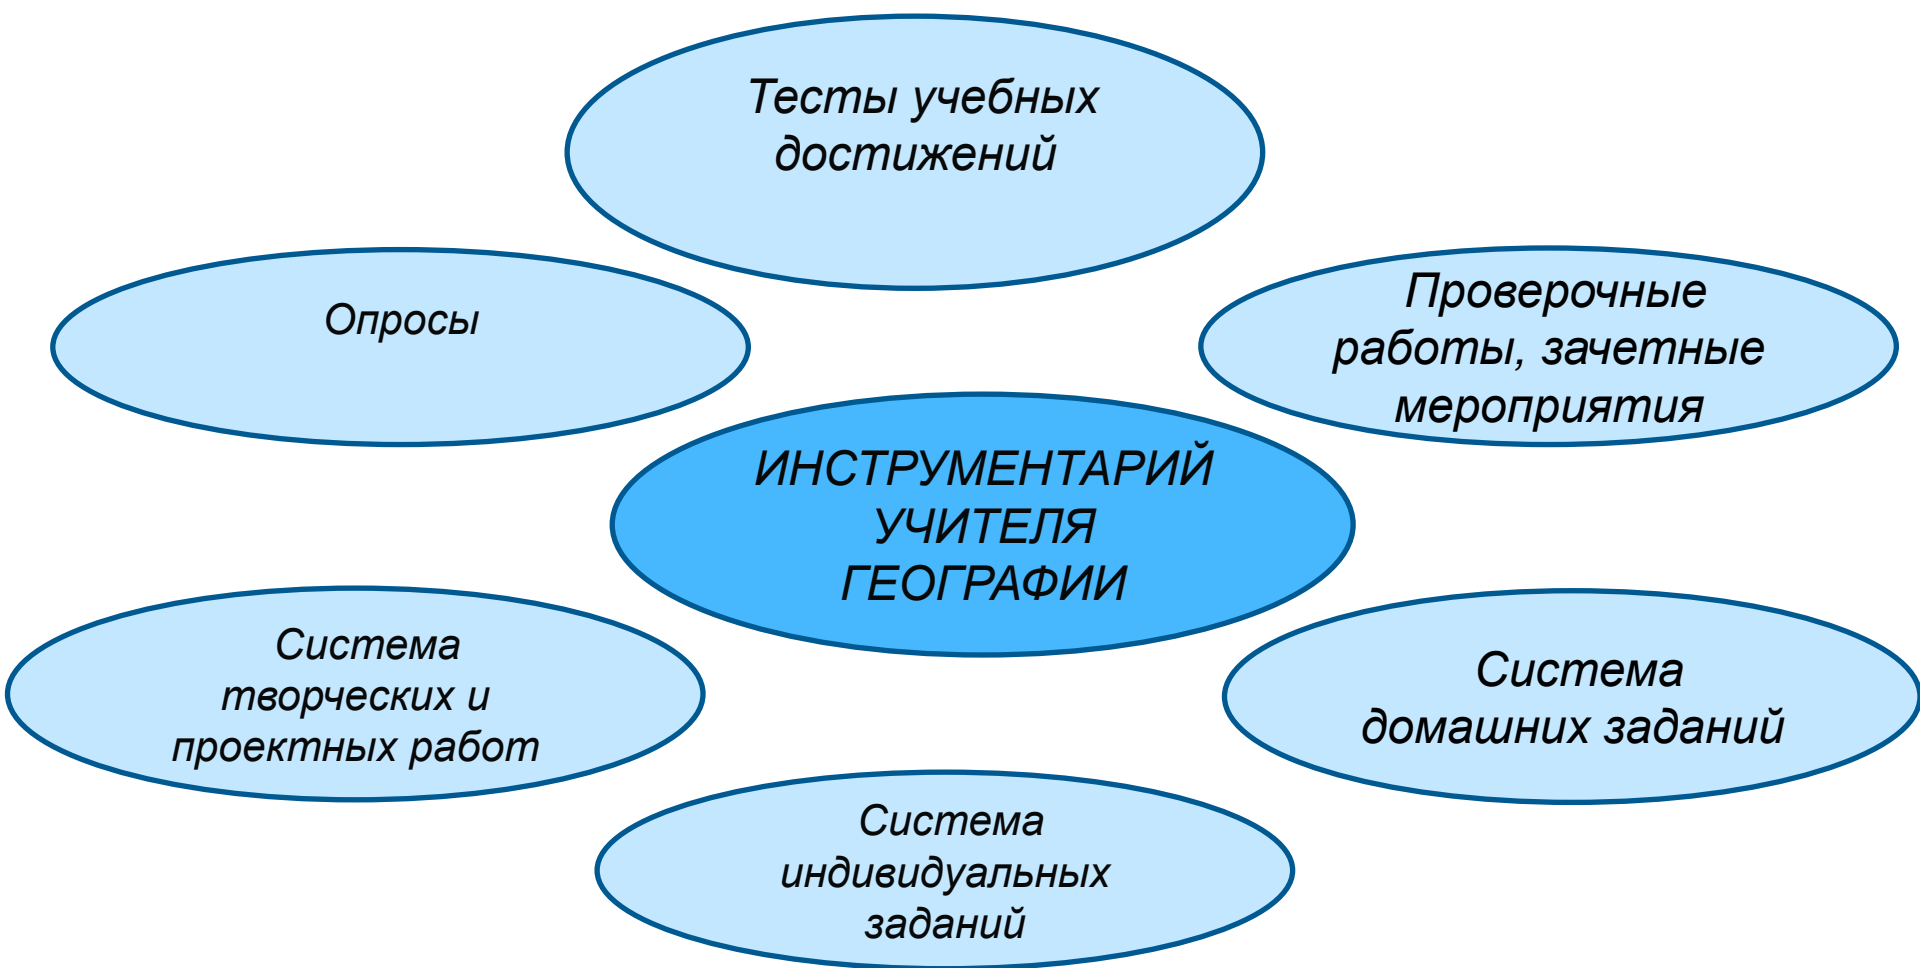 Тесты учебных
достижений
Опросы
Проверочные
работы, зачетные
мероприятия
ИНСТРУМЕНТАРИЙ
УЧИТЕЛЯ
ГЕОГРАФИИ
Система
творческих и
проектных работ
Система
домашних заданий
Система
индивидуальных
заданий